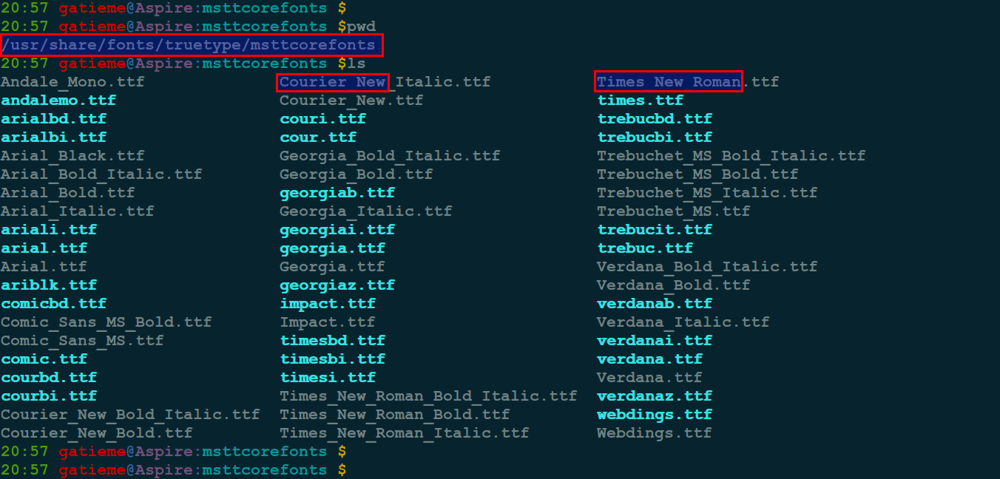 20:57 gatieme@Aspire:msttcorefonts $
20:57 gatieme@Aspire:msttcorefonts $pwd
/usr/share/fonts/truetype/msttcorefonts
20:57 gatieme@Aspire:msttcorefonts $ls
Andale_Mono.ttf Courier_New_Italic.ttf Times_New_Roman.ttf
andalemo.ttf Courier_New.ttf times.ttf
arialbd.ttf couri.ttf trebucbd.ttf
arialbi.ttf cour.ttf trebucbi.ttf
Arial_Black.ttf Georgia_Bold_Italic.ttf Trebuchet_MS_Bold_Italic.ttf
Arial_Bold_Italic.ttf Georgia_Bold.ttf Trebuchet_MS_Bold.ttf
Arial_Bold.ttf georgiab.ttf Trebuchet_MS_Italic.ttf
Arial_Italic.ttf Georgia_Italic.ttf Trebuchet_MS.ttf
ariali.ttf georgiai.ttf trebucit.ttf
arial.ttf georgia.ttf trebuc.ttf
Arial.ttf Georgia.ttf Verdana_Bold_Italic.ttf
ariblk.ttf georgiaz.ttf Verdana_Bold.ttf
comicbd.ttf impact.ttf verdanab.ttf
Comic_Sans_MS_Bold.ttf Impact.ttf Verdana_Italic.ttf
Comic_Sans_MS.ttf timesbd.ttf verdanai.ttf
comic.ttf timesbi.ttf verdana.ttf
courbd.ttf timesi.ttf Verdana.ttf
courbi.ttf Times_New_Roman_Bold_Italic.ttf verdanaz.ttf
Courier_New_Bold_Italic.ttf Times_New_Roman_Bold.ttf webdings.ttf
Courier_New_Bold.ttf Times_New_Roman_Italic.ttf Webdings.ttf
20:57 gatieme@Aspire:msttcorefonts $
20:57 gatieme@Aspire:msttcorefonts $